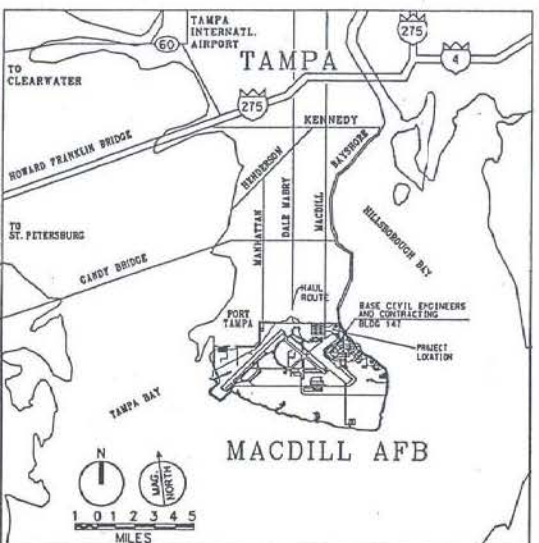 TAMPA
INTERNATL.
AIRPORT
60
275
TAMPA
4
TO
CLEARWATER
275
KENNEDY
HOWARD FRANKLIN BRIDGE
HENDERSON
BAYSHORE
MANHATTAN
DALE MABRY
MACDILL
HILLSBOROUGH
BAY
TO
ST. PETERSBURG
GANDY BRIDGE
HAUL
ROUTE
PORT
TAMPA
BASE CIVIL ENGINEERS
AND CONTRACTING
BLDG 147
PROJECT
LOCATION
TAMPA BAY
MACDILL AFB
N
MAG.
NORTH
1 0 1 2 3 4 5
MILES